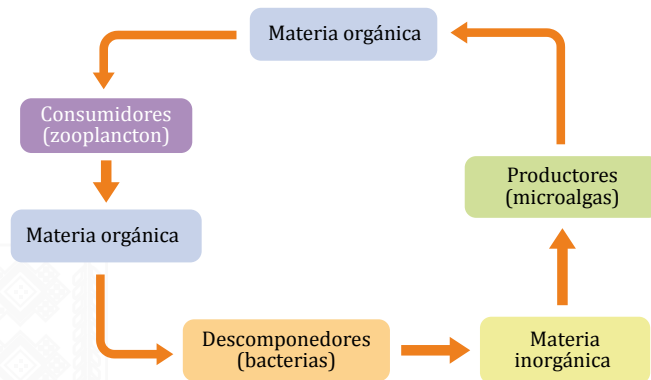 Materia orgánica
Consumidores
(zooplancton)
Productores
(microalgas)
Materia orgánica
Descomponedores
(bacterias)
Materia
inorgánica